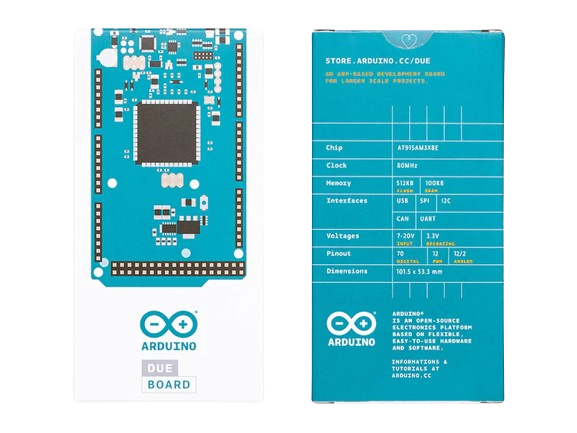 ARDUINO
DUE
BOARD
STORE.ARDUINO.CC/DUE
AN ARM-BASED DEVELOPMENT BOARD
FOR LARGER SCALE PROJECTS.
Chip AT91SAM3X8E
Clock 80MHz
Memory 512KB 100KB
FLASH SRAM
Interfaces USB SPI I2C
CAN UART
Voltages 7-20V 3.3V
INPUT OPERATING
Pinout 70 12 12/2
DIGITAL PWM ANALOG
Dimensions 101.5 x 53.3 mm
ARDUINO
ARDUINO®
IS AN OPEN-SOURCE
ELECTRONICS PLATFORM
BASED ON FLEXIBLE,
EASY-TO-USE HARDWARE
AND SOFTWARE.
INFORMATIONS &
TUTORIALS AT
ARDUINO.CC